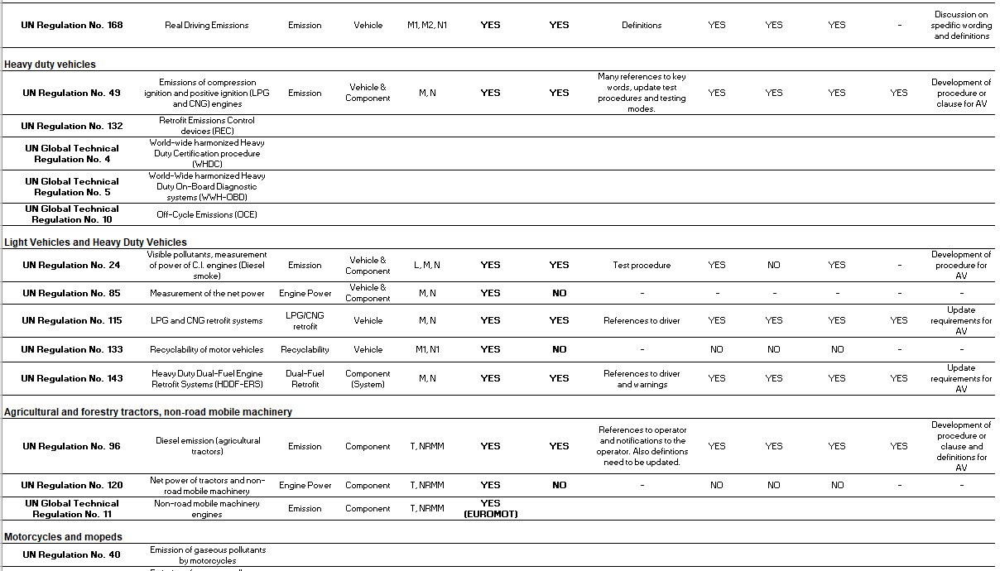 UN Regulation No. 168 Real Driving Emissions Emission Vehicle M1, M2, N1 YES YES Definitions YES YES YES - Discussion on spedific wording and definitions
Heavy duty vehicles
UN Regulation No. 49 Emissions of compression ignition and positive ignition (LPG and CNG) engines Emission Vehicle & Component M, N YES YES Many references to key words, update test procedures and testing modes. YES YES YES YES Development of procedure or clause for AV
UN Regulation No. 132 Retrofit Emissions Control devices (REC)
UN Global Technical Regulation No. 4 World-wide harmonized Heavy Duty Certification procedure (WHDC)
UN Global Technical Regulation No. 5 World-Wide harmonized Heavy Duty On-Board Diagnostic systems (WWH-OBD)
UN Global Technical Regulation No. 10 Off-Cycle Emissions (OCE)
Light Vehicles and Heavy Duty Vehicles
UN Regulation No. 24 Visible pollutants, measurement of power of C.I. engines (Diesel smoke) Emission Vehicle & Component L, M, N YES YES Test procedure YES NO YES - Development of procedure for AV
UN Regulation No. 85 Measurement of the net power Engine Power Vehicle & Component M, N YES NO - - - - - -
UN Regulation No. 115 LPG and CNG retrofit systems LPG/CNG retrofit Vehicle M, N YES YES References to driver YES YES YES YES Update requirements for AV
UN Regulation No. 133 Recyclability of motor vehicles Recyclability Vehicle M1, N1 YES NO - NO NO NO - -
UN Regulation No. 143 Heavy Duty Dual-Fuel Engine Retrofit Systems (HDDF-ERS) Dual-Fuel Retrofit Component (System) M, N YES YES References to driver and warnings YES YES YES YES Update requirements for AV
Agricultural and forestry tractors, non-road mobile machinery
UN Regulation No. 96 Diesel emission (agricultural tractors) Emission Component T, NRMM YES YES References to operator and notifications to the operator. Also defintions need to be updated. YES YES YES YES Development of procedure or clause and definitions for AV
UN Regulation No. 120 Net power of tractors and non-road mobile machinery Engine Power Component T, NRMM YES NO - NO NO NO - -
UN Global Technical Regulation No. 11 Non-road mobile machinery engines Emission Component T, NRMM YES (EUROMOT)
Motorcycles and mopeds
UN Regulation No. 40 Emission of gaseous pollutants by motorcycles